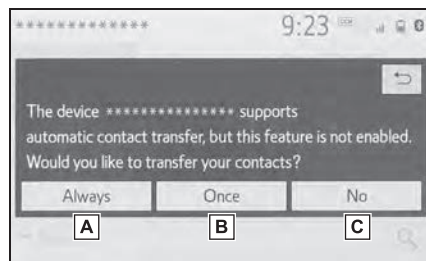 *************
9:23
The device *************** supports
automatic contact transfer, but this feature is not enabled.
Would you like to transfer your contacts?
Always
Once
No
A
B
C